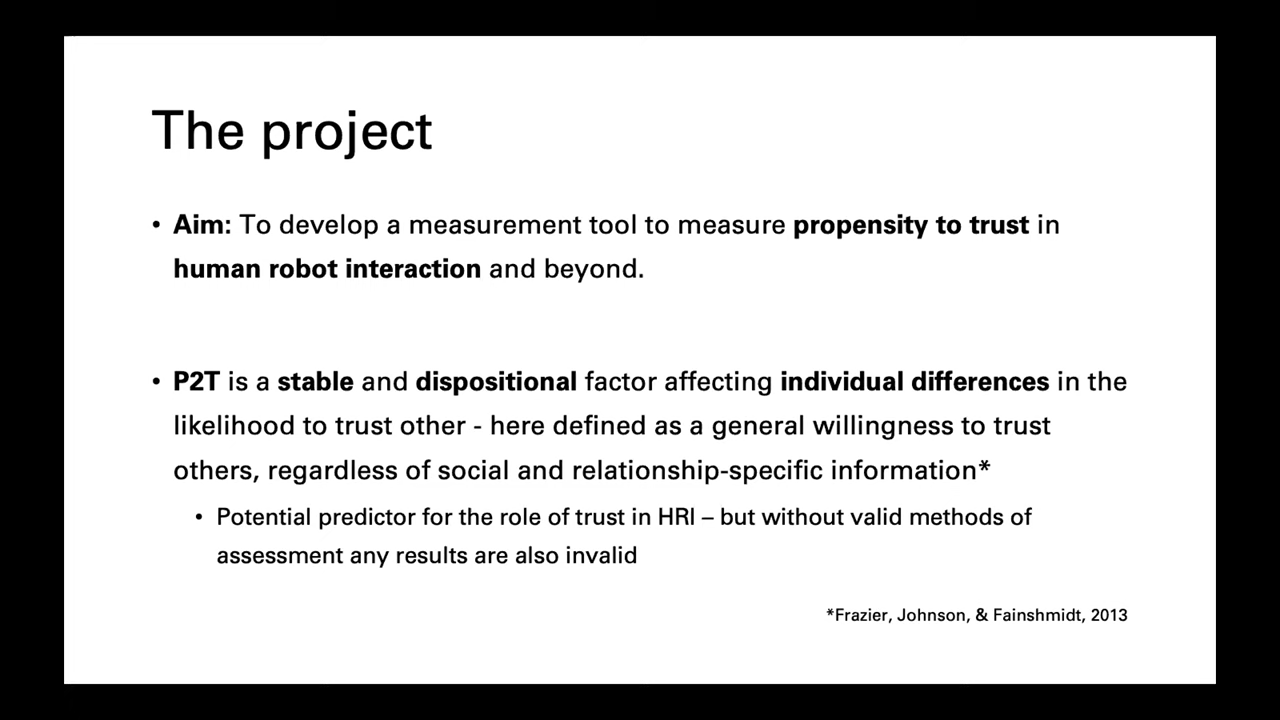 The project
• Aim: To develop a measurement tool to measure propensity to trust in
human robot interaction and beyond.
• P2T is a stable and dispositional factor affecting individual differences in the
likelihood to trust other - here defined as a general willingness to trust
others, regardless of social and relationship-specific information*
• Potential predictor for the role of trust in HRI – but without valid methods of
assessment any results are also invalid
*Frazier, Johnson, & Fainshmidt, 2013